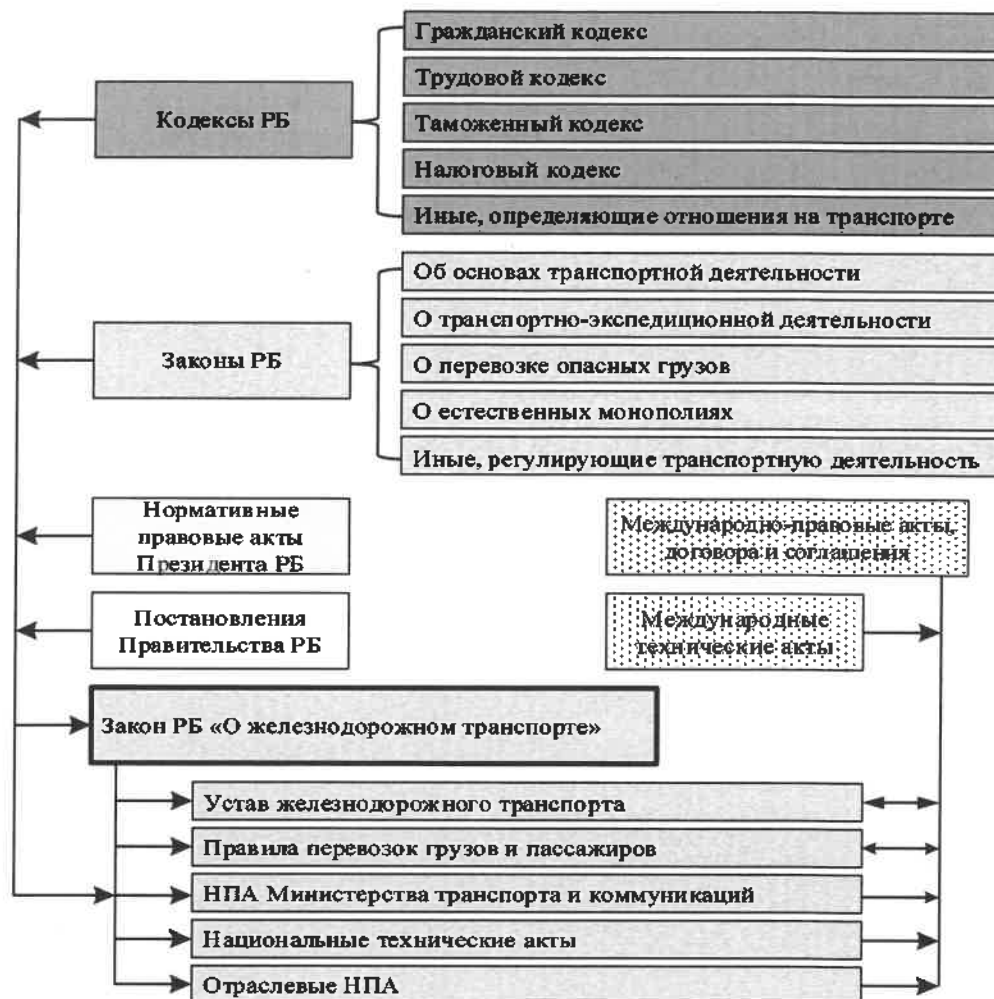 Гражданский кодекс
Трудовой кодекс
Кодексы РБ
Таможенный кодекс
Налоговый кодекс
Иные, определяющие отношения на транспорте
Об основах транспортной деятельности
О транспортно-экспедиционной деятельности
Законы РБ
О перевозке опасных грузов
О естественных монополиях
Иные, регулирующие транспортную деятельность
Нормативные
правовые акты
Президента РБ
Международно-правовые акты,
договора и соглашения
Постановления
Правительства РБ
Международные
технические акты
Закон РБ «О железнодорожном транспорте»
Устав железнодорожного транспорта
Правила перевозок грузов и пассажиров
НПА Министерства транспорта и коммуникаций
Национальные технические акты
Отраслевые НПА